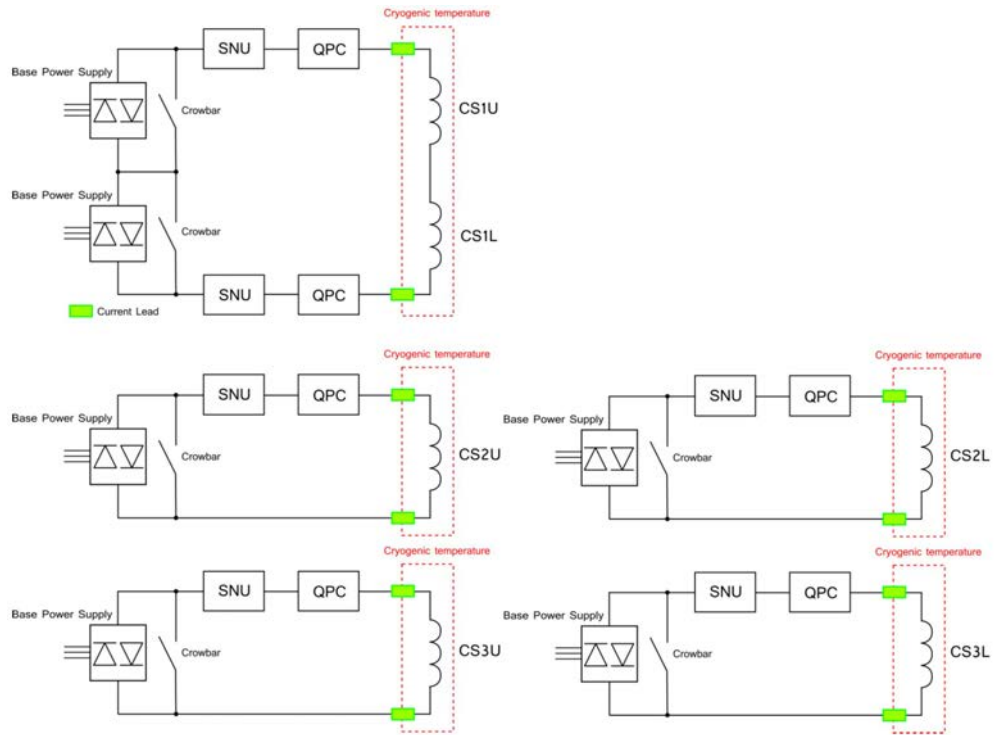 Cryogenic temperature
SNU
QPC
Base Power Supply
CS1U
Crowbar
Base Power Supply
Crowbar
CS1L
SNU
QPC
Current Lead
Cryogenic temperature
SNU
QPC
Base Power Supply
Crowbar
CS2U
Cryogenic temperature
SNU
QPC
Base Power Supply
Crowbar
CS2L
Cryogenic temperature
SNU
QPC
Base Power Supply
Crowbar
CS3U
Cryogenic temperature
SNU
QPC
Base Power Supply
Crowbar
CS3L